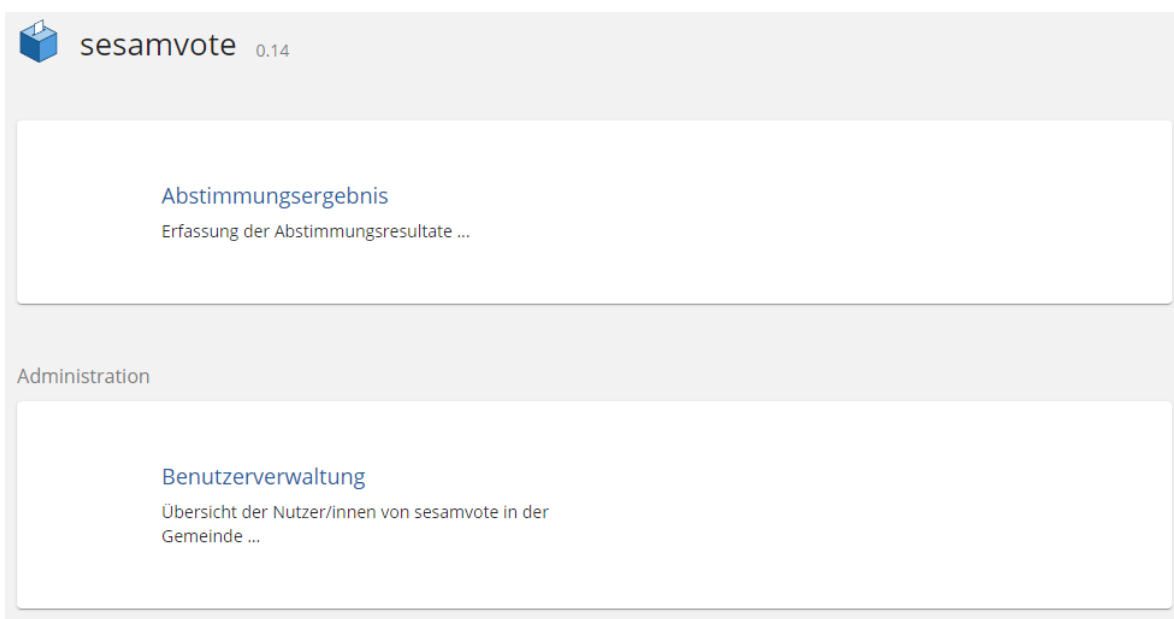 sesamvote 0.14
Abstimmungsergebnis
Erfassung der Abstimmungsresultate ...
Administration
Benutzerverwaltung
Übersicht der Nutzer/innen von sesamvote in der
Gemeinde ...